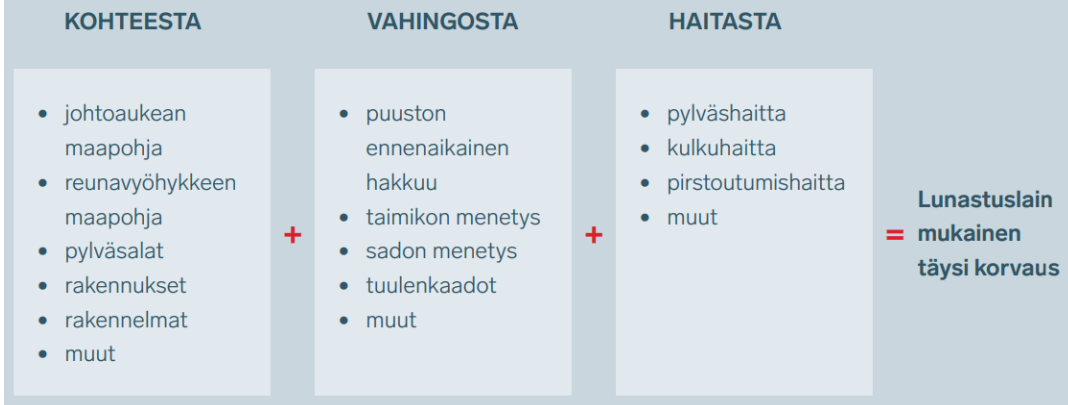 KOHTEESTA
• johtoaukean
maapohja
• reunavyöhykkeen
maapohja
• pylväsalat
• rakennukset
• rakennelmat
• muut
+
VAHINGOSTA
• puuston
ennenaikainen
hakkuu
• taimikon menetys
• sadon menetys
• tuulenkaadot
• muut
+
HAITASTA
• pylväshaitta
• kulkuhaitta
• pirstoutumishaitta
• muut
=
Lunastuslain
mukainen
täysi korvaus